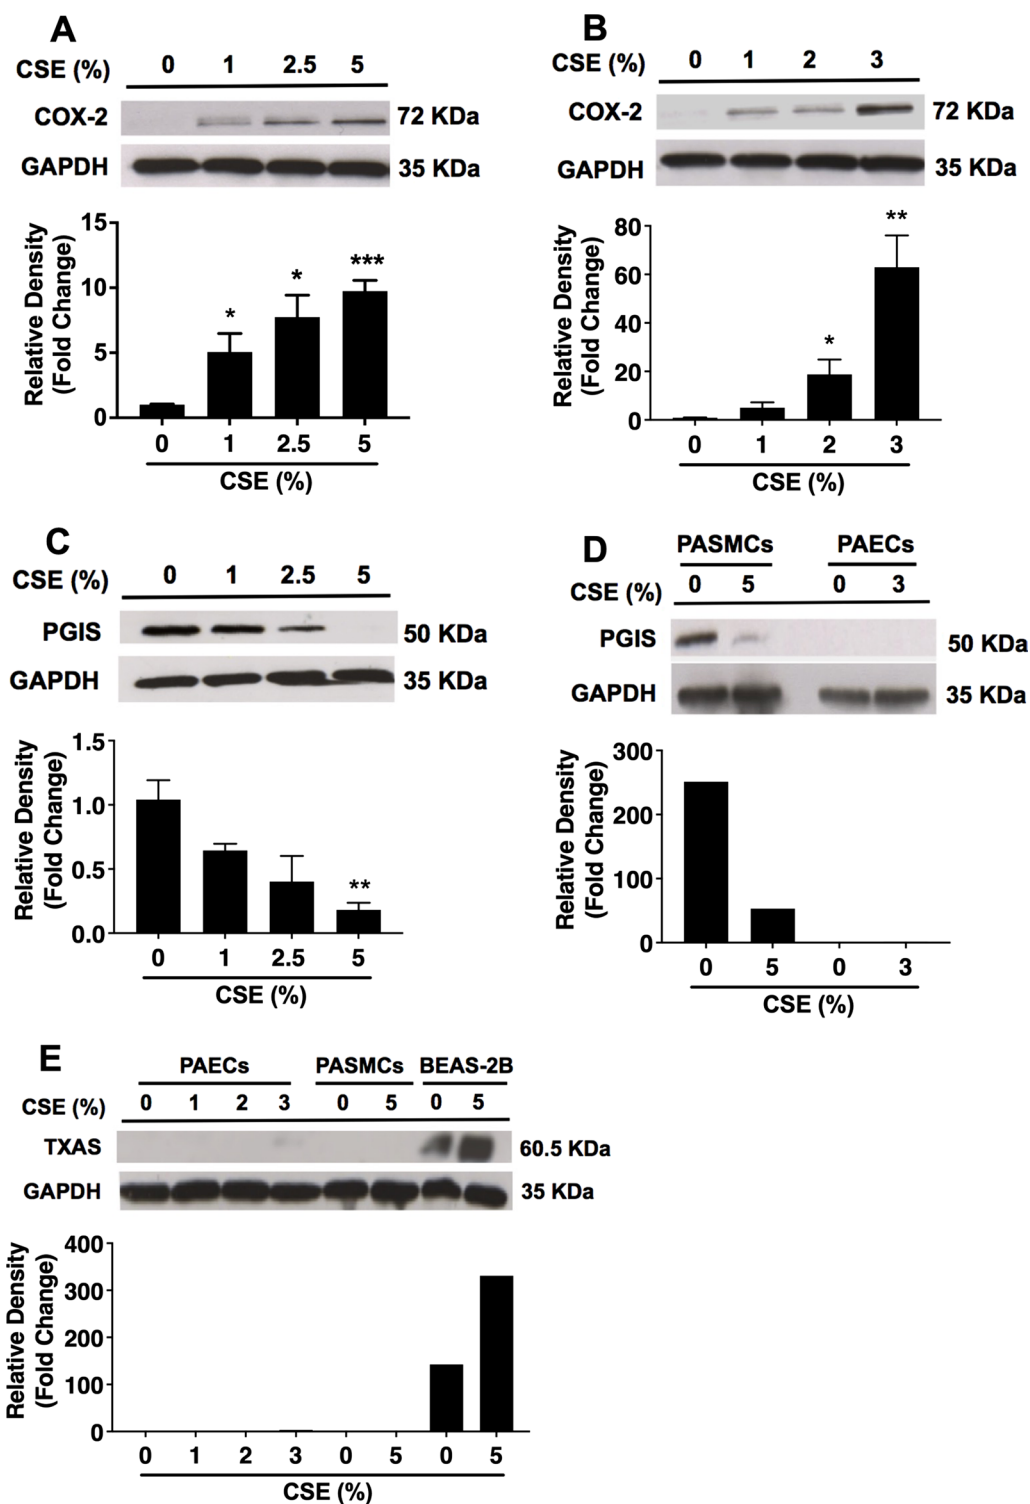 A
CSE (%) 0 1 2.5 5
COX-2 72 KDa
GAPDH 35 KDa
Relative Density
(Fold Change)
15
10
5
0
*
*
***
0 1 2.5 5
CSE (%)
B
CSE (%) 0 1 2 3
COX-2 72 KDa
GAPDH 35 KDa
Relative Density
(Fold Change)
80
60
40
20
0
*
**
0 1 2 3
CSE (%)
C
CSE (%) 0 1 2.5 5
PGIS 50 KDa
GAPDH 35 KDa
Relative Density
(Fold Change)
1.5
1.0
0.5
0.0
**
0 1 2.5 5
CSE (%)
D
PASMCs PAECs
CSE (%) 0 5 0 3
PGIS 50 KDa
GAPDH 35 KDa
Relative Density
(Fold Change)
300
200
100
0
0 5 0 3
CSE (%)
E
PAECs PASMCs BEAS-2B
CSE (%) 0 1 2 3 0 5 0 5
TXAS 60.5 KDa
GAPDH 35 KDa
Relative Density
(Fold Change)
400
300
200
100
0
0 1 2 3 0 5 0 5
CSE (%)